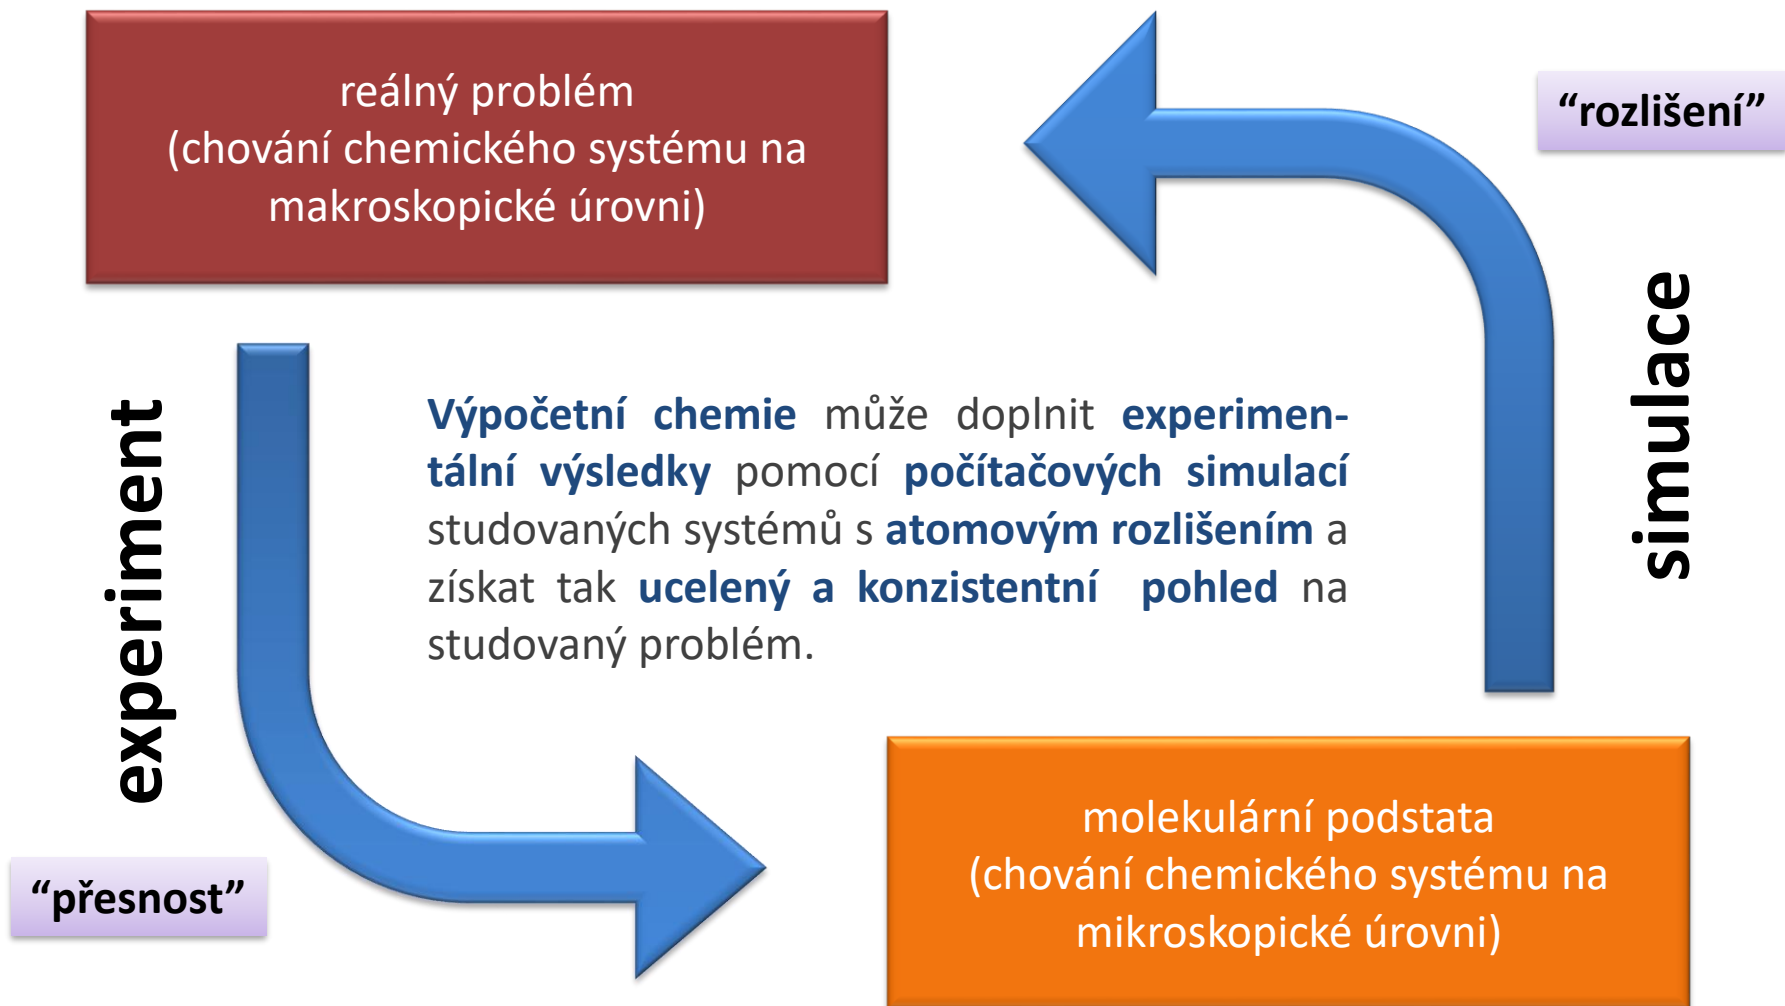 reálný problém
(chování chemického systému na
makroskopické úrovni)
“rozlišení”
simulace
experiment
Výpočetní chemie může doplnit experimen-
tální výsledky pomocí počítačových simulací
studovaných systémů s atomovým rozlišením a
získat tak ucelený a konzistentní pohled na
studovaný problém.
“přesnost”
molekulární podstata
(chování chemického systému na
mikroskopické úrovni)